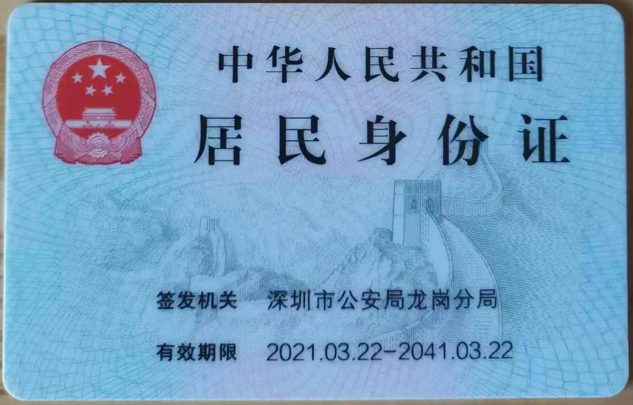 中华人民共和国
居民身份证
签发机关 深圳市公安局龙岗分局
有效期限 2021.03.22-2041.03.22